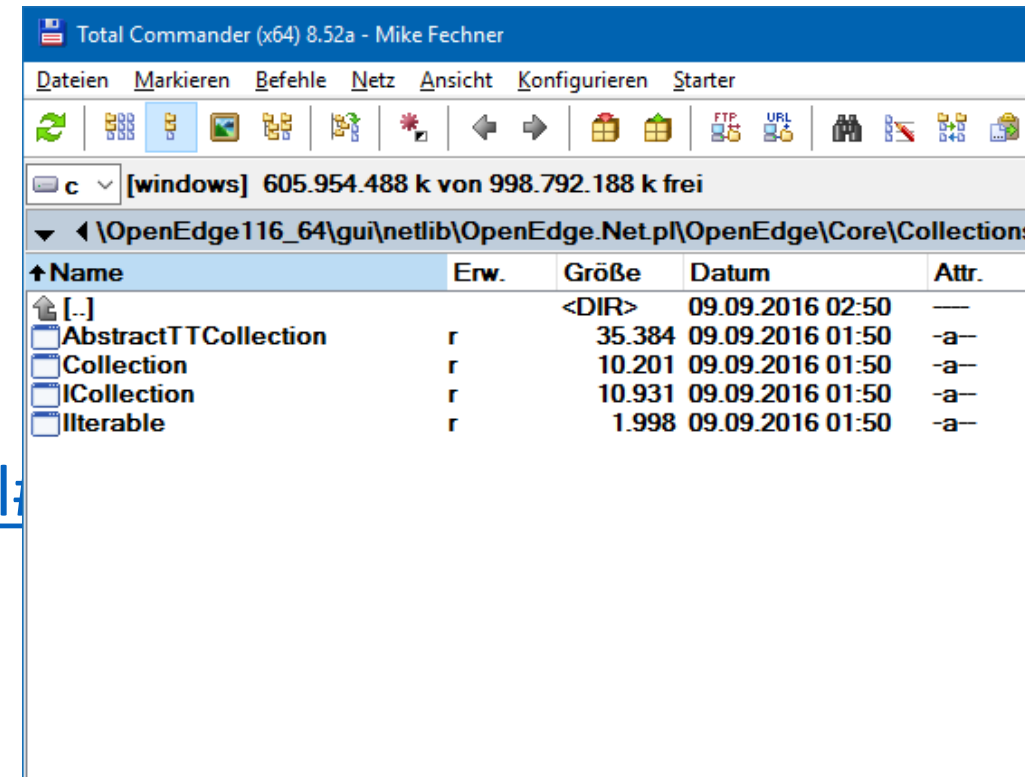 Total Commander (x64) 8.52a - Mike Fechner
Dateien Markieren Befehle Netz Ansicht Konfigurieren Starter
FTP URL
c [windows] 605.954.488 k von 998.792.188 k frei
\OpenEdge116_64\gui\netlib\OpenEdge.Net.pl\OpenEdge\Core\Collections
Name Erw. Größe Datum Attr.
[..] <DIR> 09.09.2016 02:50 ----
AbstractTTCollection r 35.384 09.09.2016 01:50 -a--
Collection r 10.201 09.09.2016 01:50 -a--
ICollection r 10.931 09.09.2016 01:50 -a--
IIterable r 1.998 09.09.2016 01:50 -a--